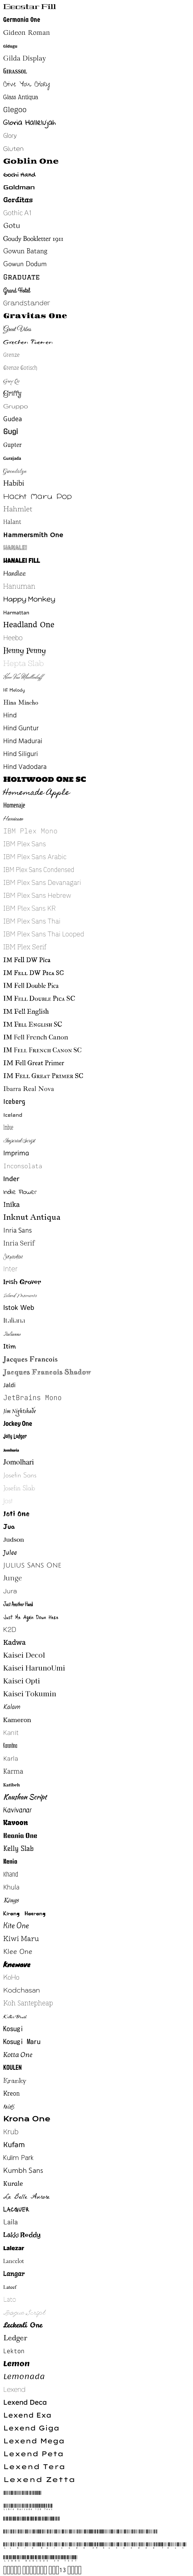 Geostar Fill
Germania One
Gideon Roman
Gidugu
Gilda Display
Girassol
Give You Glory
Glass Antiqua
Glegoo
Gloria Hallelujah
Glory
Gluten
Goblin One
Gochi Hand
Goldman
Gorditas
Gothic A1
Gotu
Goudy Bookletter 1911
Gowun Batang
Gowun Dodum
Graduate
Grand Hotel
Grandstander
Gravitas One
Great Vibes
Grechen Fuemen
Grenze
Grenze Gotisch
Grey Qo
Griffy
Gruppo
Gudea
Gugi
Gupter
Gurajada
Gwendolyn
Habibi
Hachi Maru Pop
Hahmlet
Halant
Hammersmith One
Hanalei
Hanalei Fill
Handlee
Hanuman
Happy Monkey
Harmattan
Headland One
Heebo
Henny Penny
Hepta Slab
Herr Von Muellerhoff
Hi Melody
Hina Mincho
Hind
Hind Guntur
Hind Madurai
Hind Siliguri
Hind Vadodara
Holtwood One SC
Homemade Apple
Homenaje
Hurricane
IBM Plex Mono
IBM Plex Sans
IBM Plex Sans Arabic
IBM Plex Sans Condensed
IBM Plex Sans Devanagari
IBM Plex Sans Hebrew
IBM Plex Sans KR
IBM Plex Sans Thai
IBM Plex Sans Thai Looped
IBM Plex Serif
IM Fell DW Pica
IM Fell DW Pica SC
IM Fell Double Pica
IM Fell Double Pica SC
IM Fell English
IM Fell English SC
IM Fell French Canon
IM Fell French Canon SC
IM Fell Great Primer
IM Fell Great Primer SC
Ibarra Real Nova
Iceberg
Iceland
Imbue
Imperial Script
Imprima
Inconsolata
Inder
Indie Flower
Inika
Inknut Antiqua
Inria Sans
Inria Serif
Inspiration
Inter
Irish Grover
Island Moments
Istok Web
Italiana
Italianno
Itim
Jacques Francois
Jacques Francois Shadow
Jaldi
JetBrains Mono
Jim Nightshade
Jockey One
Jolly Lodger
Jomhuria
Jomolhari
Josefin Sans
Josefin Slab
Jost
Joti One
Jua
Judson
Julee
Julius Sans One
Junge
Jura
Just Another Hand
Just Me Again Down Here
K2D
Kadwa
Kaisei Decol
Kaisei HarunoUmi
Kaisei Opti
Kaisei Tokumin
Kalam
Kameron
Kanit
Karantina
Karla
Karma
Katibeh
Kaushan Script
Kavivanar
Kavoon
Keania One
Kelly Slab
Kenia
Khand
Khula
Kings
Kirang Haerang
Kite One
Kiwi Maru
Klee One
Knewave
KoHo
Kodchasan
Koh Santepheap
Kolker Brush
Kosugi
Kosugi Maru
Kotta One
Koulen
Kranky
Kreon
Kristi
Krona One
Krub
Kufam
Kulim Park
Kumbh Sans
Kurale
La Belle Aurore
Lacquer
Laila
Lakki Reddy
Lalezar
Lancelot
Langar
Lateef
Lato
League Script
Leckerli One
Ledger
Lekton
Lemon
Lemonada
Lexend
Lexend Deca
Lexend Exa
Lexend Giga
Lexend Mega
Lexend Peta
Lexend Tera
Lexend Zetta